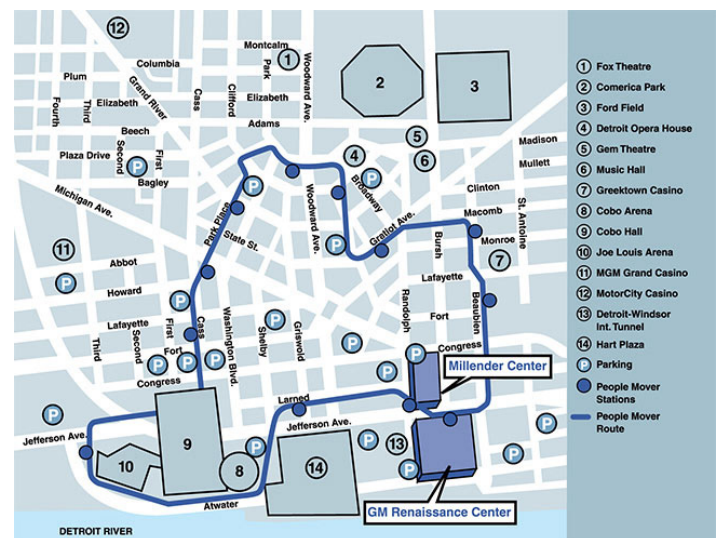 12
Montcalm
Columbia
1
Park
Woodward Ave.
Plum
Grand River
Cass
Clifford
2
3
Fourth
Third
Elizabeth
Elizabeth
Adams
Beech
Second
First
5
Madison
Plaza Drive
P
4
6
Mullett
Bagley
P
Broadway
P
Clinton
Michigan Ave.
Park Place
Woodward Ave.
Macomb
St. Antoine
State St.
Gratiot Ave.
Bursh
Monroe
11
P
7
Abbot
P
Lafayette
Howard
P
Randolph
Beaubien
Lafayette
First
Cass
Washington Blvd.
Shelby
P
Griswold
Fort
Third
Second
Fort
P
P
P
P
P
Congress
Congress
P
Millender Center
P
P
Larned
P
Jefferson Ave.
Jefferson Ave.
P
13
P
P
9
P
P
10
8
14
P
P
Atwater
GM Renaissance Center
DETROIT RIVER
1 Fox Theatre
2 Comerica Park
3 Ford Field
4 Detroit Opera House
5 Gem Theatre
6 Music Hall
7 Greektown Casino
8 Cobo Arena
9 Cobo Hall
10 Joe Louis Arena
11 MGM Grand Casino
12 MotorCity Casino
13 Detroit-Windsor
Int. Tunnel
14 Hart Plaza
P Parking
People Mover
Stations
People Mover
Route